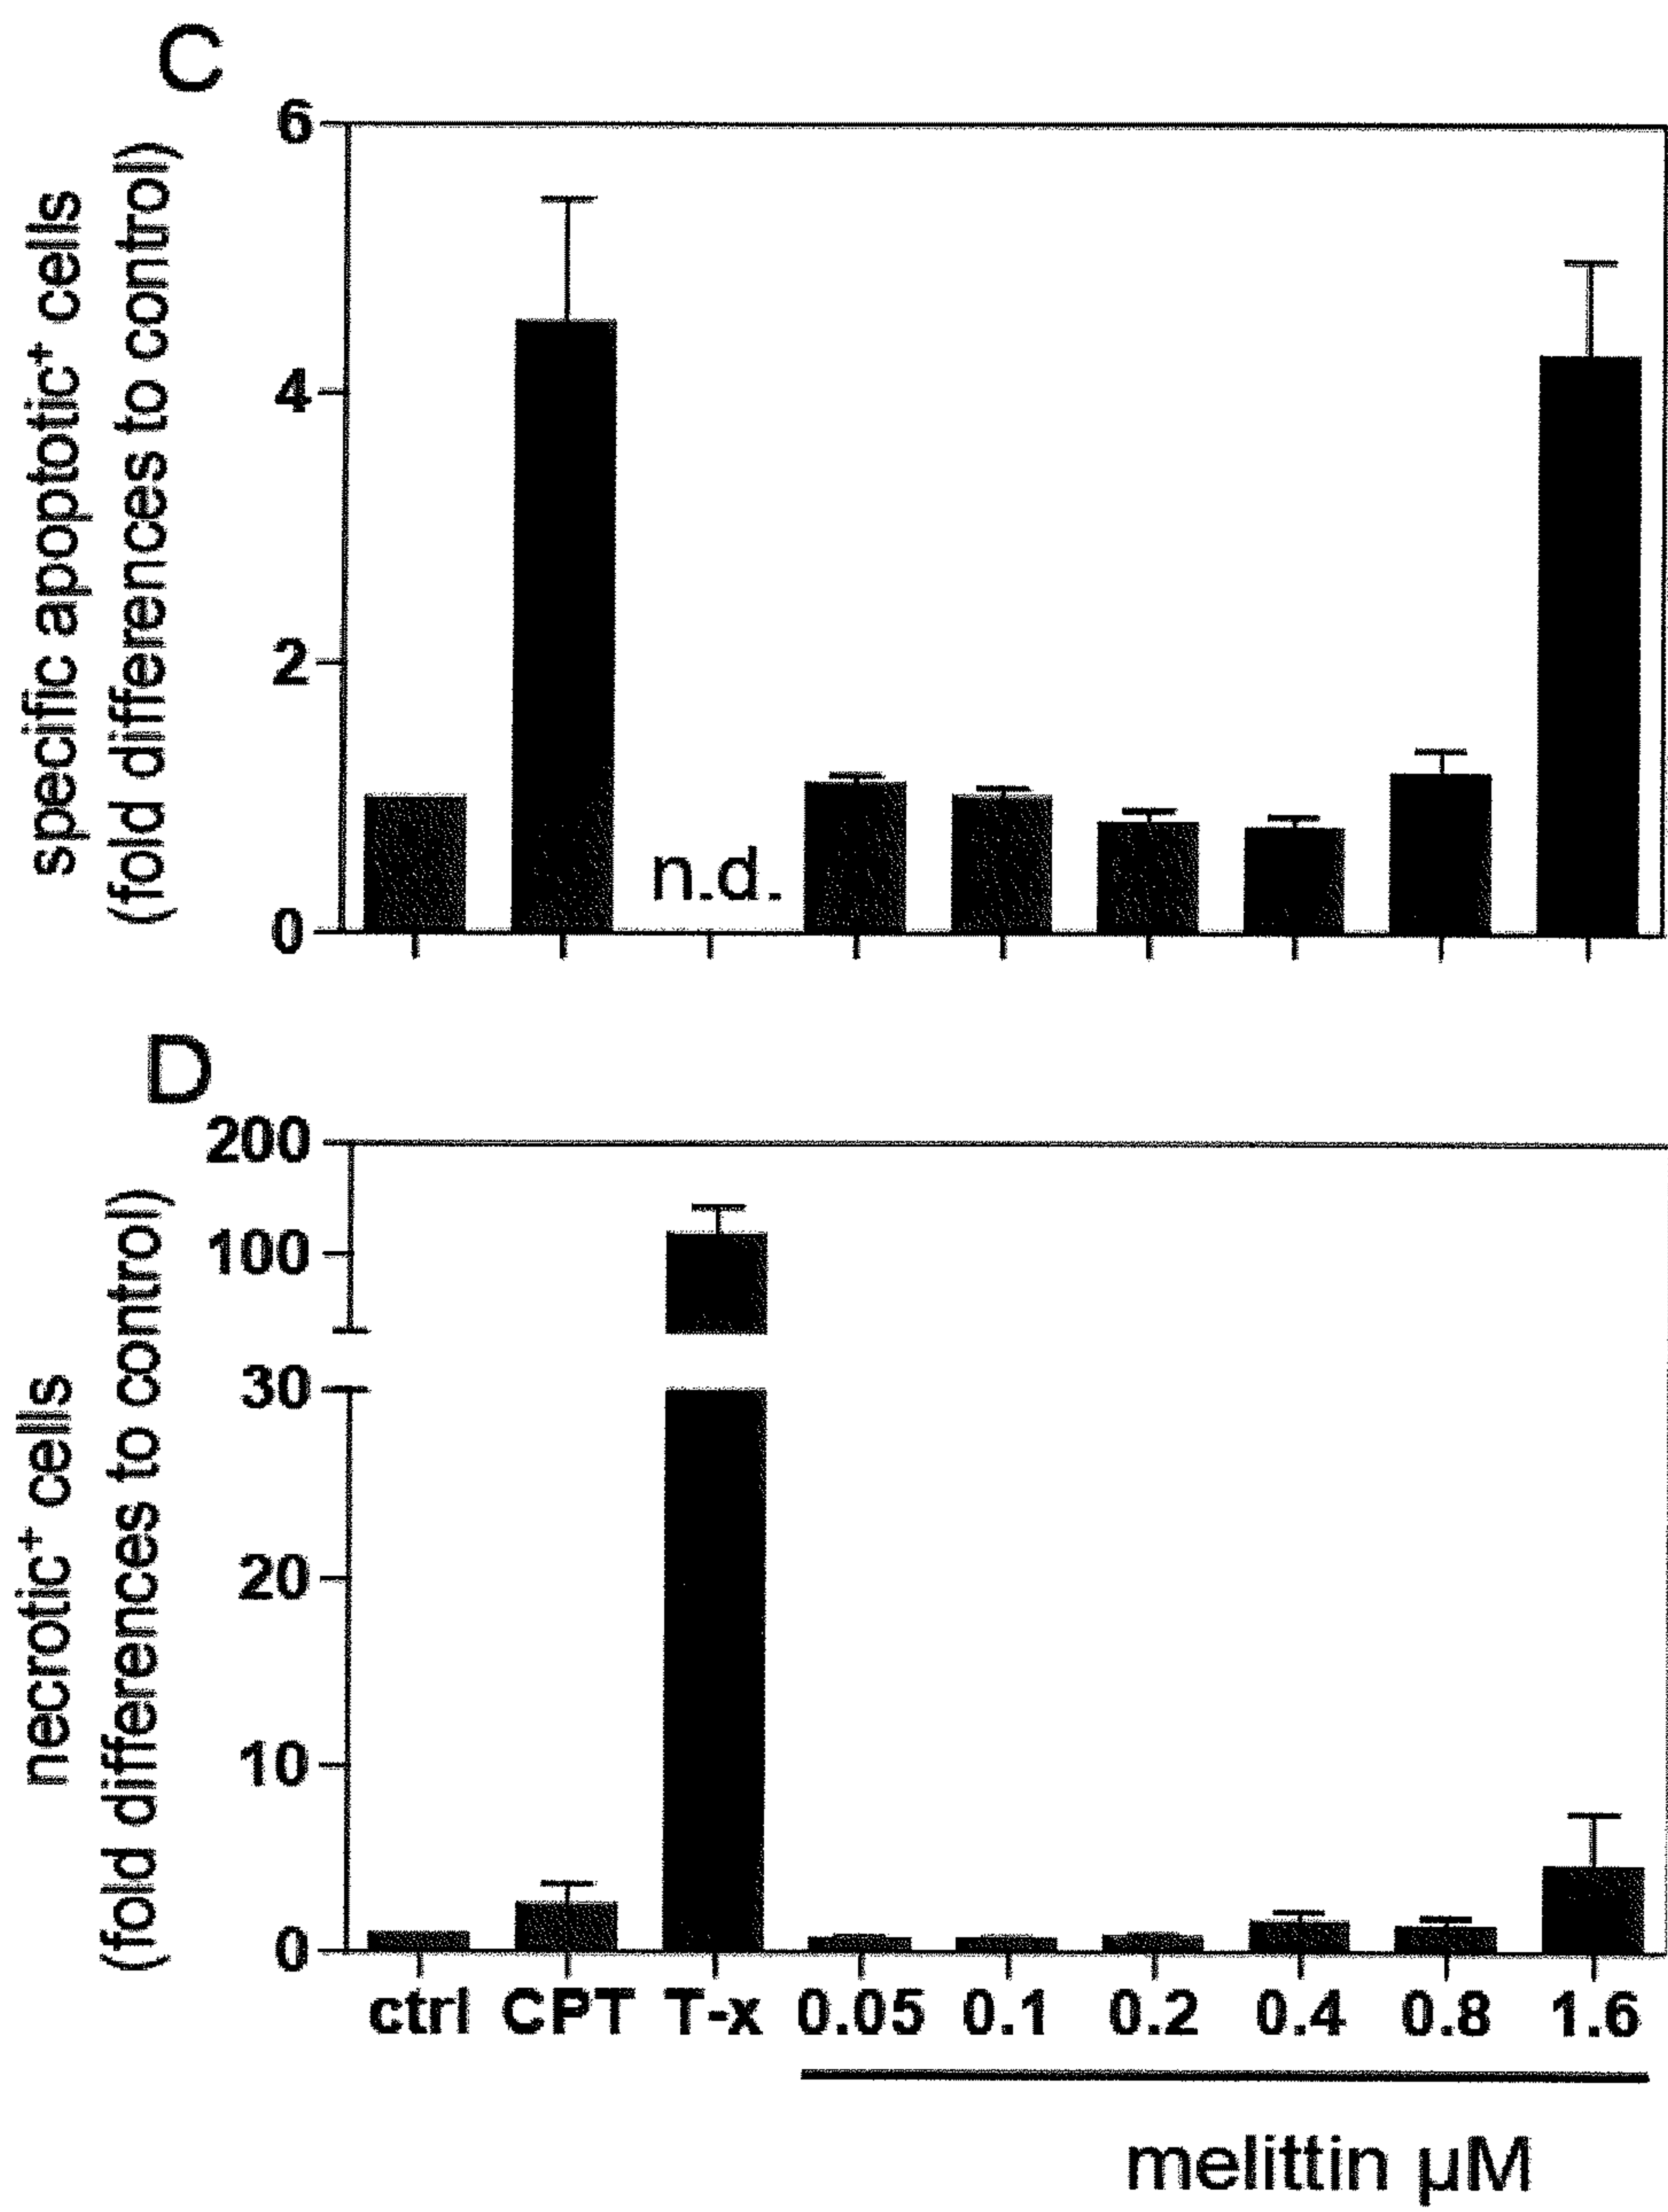 C
specific apoptotic⁺ cells
(fold differences to control)
6
4
2
0
n.d.
D
necrotic⁺ cells
(fold differences to control)
200
100
30
20
10
0
ctrl CPT T-x 0.05 0.1 0.2 0.4 0.8 1.6
melittin µM